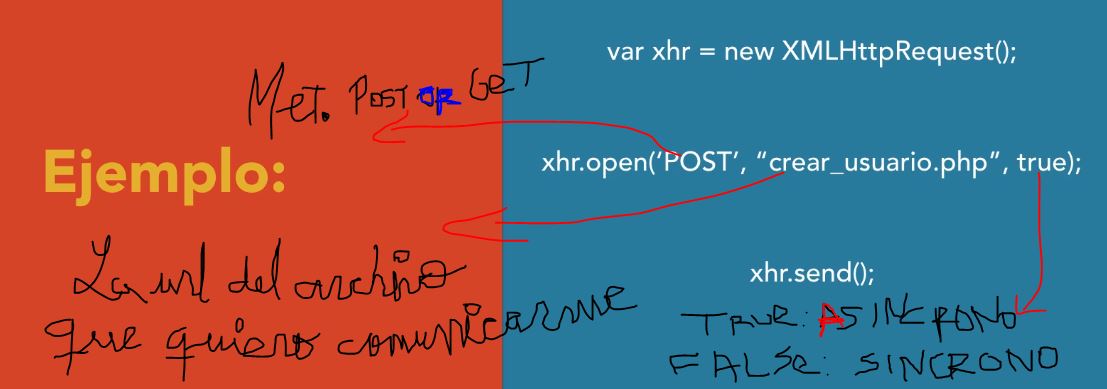 var xhr = new XMLHttpRequest();
Met. POST OR GET
xhr.open(‘POST’, “crear_usuario.php”, true);
Ejemplo:
La url del archivo
que quiero comunicarme
xhr.send();
TRUE: ASINCRONO
FALSE: SINCRONO